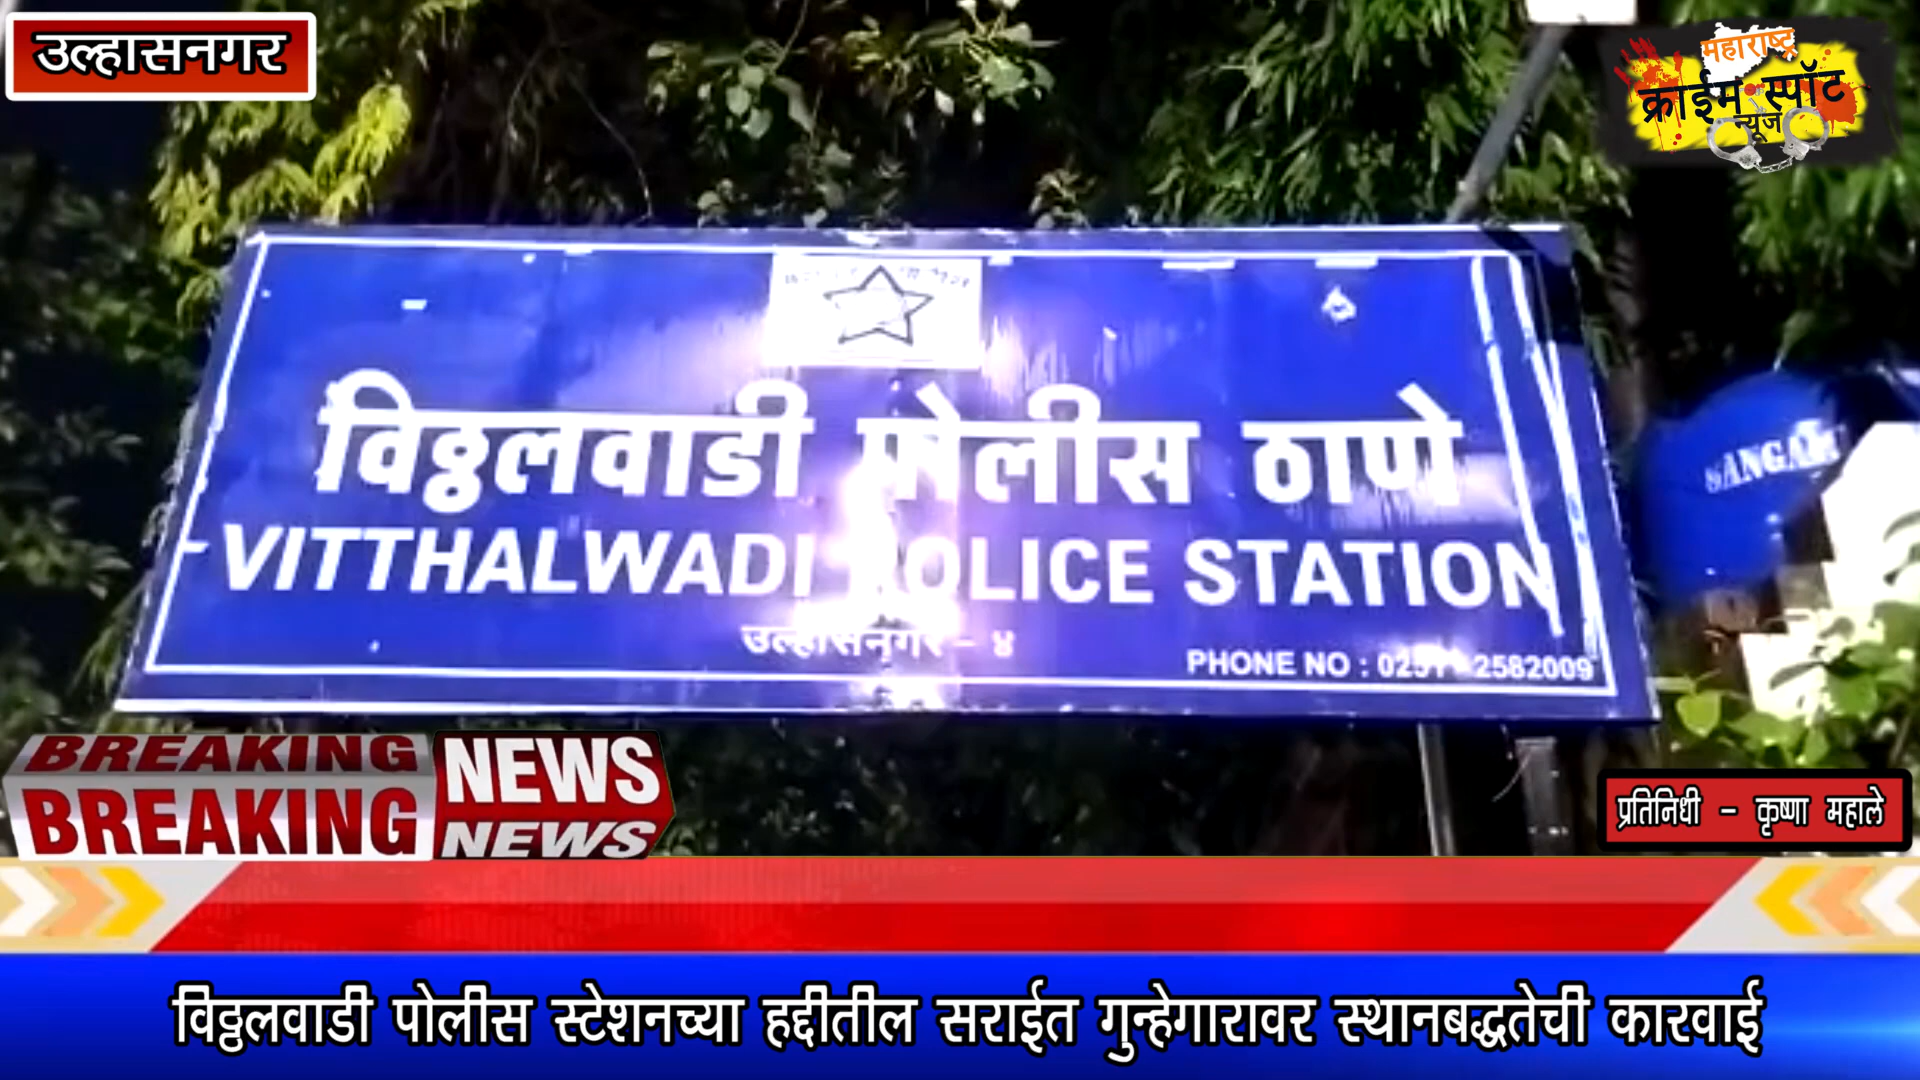 उल्हासनगर
महाराष्ट्र
क्राईम स्पॉट
न्यूज
विठ्ठलवाडी पोलीस ठाणे
VITTHALWADI POLICE STATION
उल्हासनगर - ४
PHONE NO : 0251 - 2582009
BREAKING NEWS
BREAKING NEWS
प्रतिनिधी - कृष्णा महाले
विठ्ठलवाडी पोलीस स्टेशनच्या हद्दीतील सराईत गुन्हेगारावर स्थानबद्धतेची कारवाई